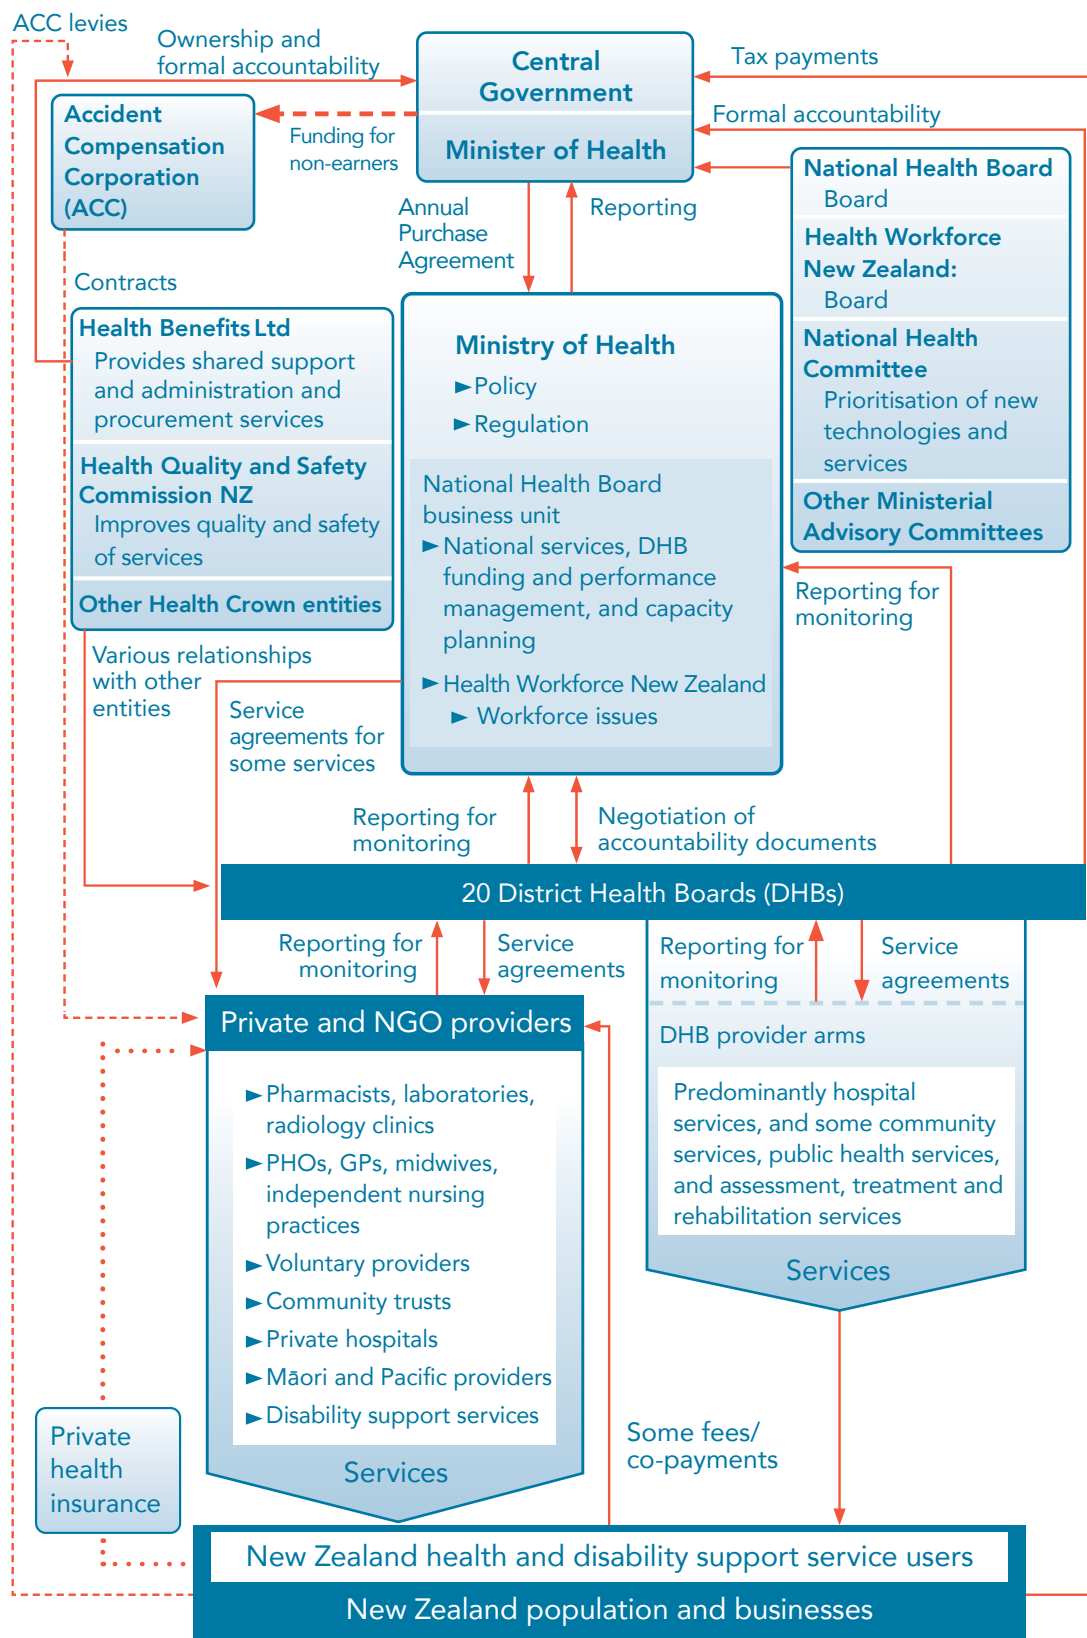 ACC levies
Ownership and
formal accountability
Central
Government
Minister of Health
Tax payments
Formal accountability
Accident
Compensation
Corporation
(ACC)
Funding for
non-earners
National Health Board
Board
Health Workforce
New Zealand:
Board
National Health
Committee
Prioritisation of new
technologies and
services
Other Ministerial
Advisory Committees
Annual
Purchase
Agreement
Reporting
Contracts
Health Benefits Ltd
Provides shared support
and administration and
procurement services
Health Quality and Safety
Commission NZ
Improves quality and safety
of services
Other Health Crown entities
Ministry of Health
► Policy
► Regulation
National Health Board
business unit
► National services, DHB
funding and performance
management, and capacity
planning
► Health Workforce New Zealand
► Workforce issues
Reporting for
monitoring
Various relationships
with other
entities
Service
agreements for
some services
Reporting for
monitoring
Negotiation of
accountability documents
20 District Health Boards (DHBs)
Reporting for
monitoring
Service
agreements
Reporting for
monitoring
Service
agreements
Private and NGO providers
► Pharmacists, laboratories,
radiology clinics
► PHOs, GPs, midwives,
independent nursing
practices
► Voluntary providers
► Community trusts
► Private hospitals
► Māori and Pacific providers
► Disability support services
Services
DHB provider arms
Predominantly hospital
services, and some community
services, public health services,
and assessment, treatment and
rehabilitation services
Services
Private
health
insurance
Some fees/
co-payments
New Zealand health and disability support service users
New Zealand population and businesses